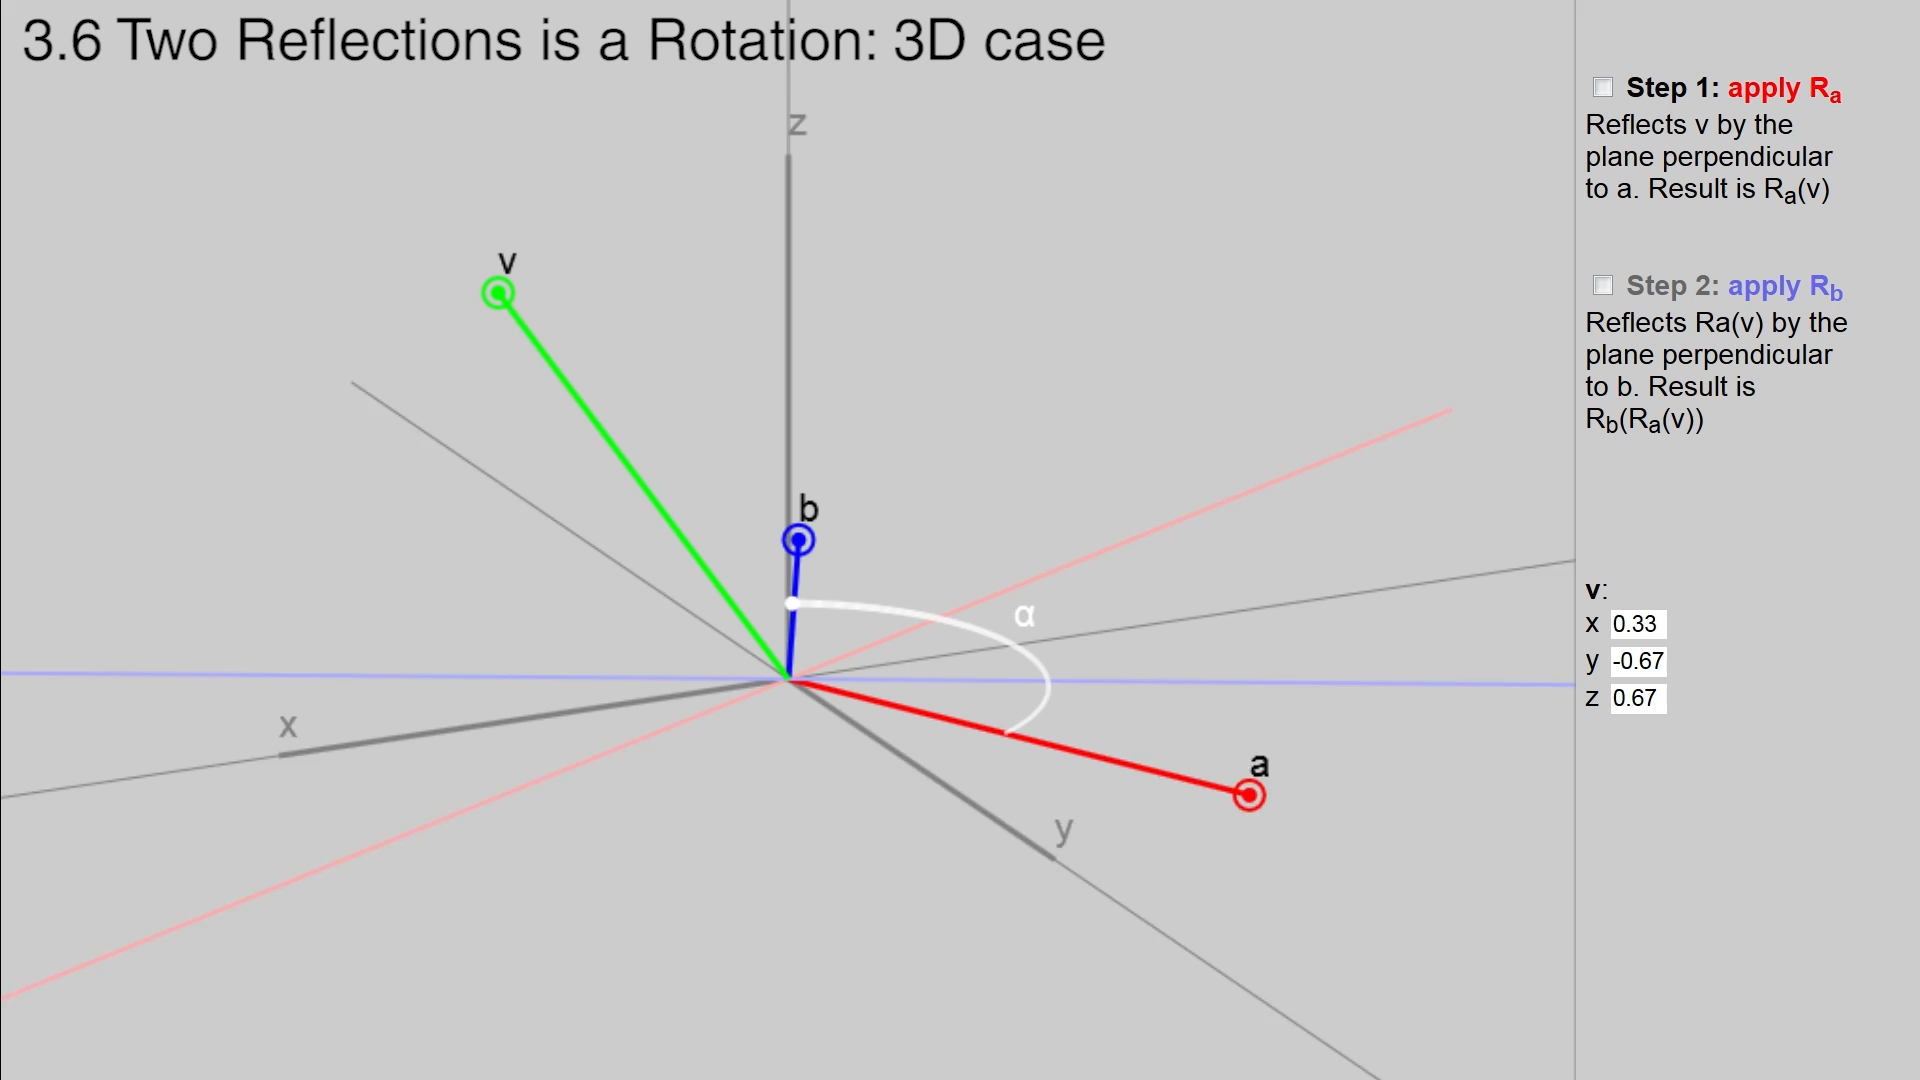 3.6 Two Reflections is a Rotation: 3D case
z
v
b
α
x
a
y
Step 1: apply Ra
Reflects v by the
plane perpendicular
to a. Result is Ra(v)
Step 2: apply Rb
Reflects Ra(v) by the
plane perpendicular
to b. Result is
Rb(Ra(v))
v:
x 0.33
y -0.67
z 0.67